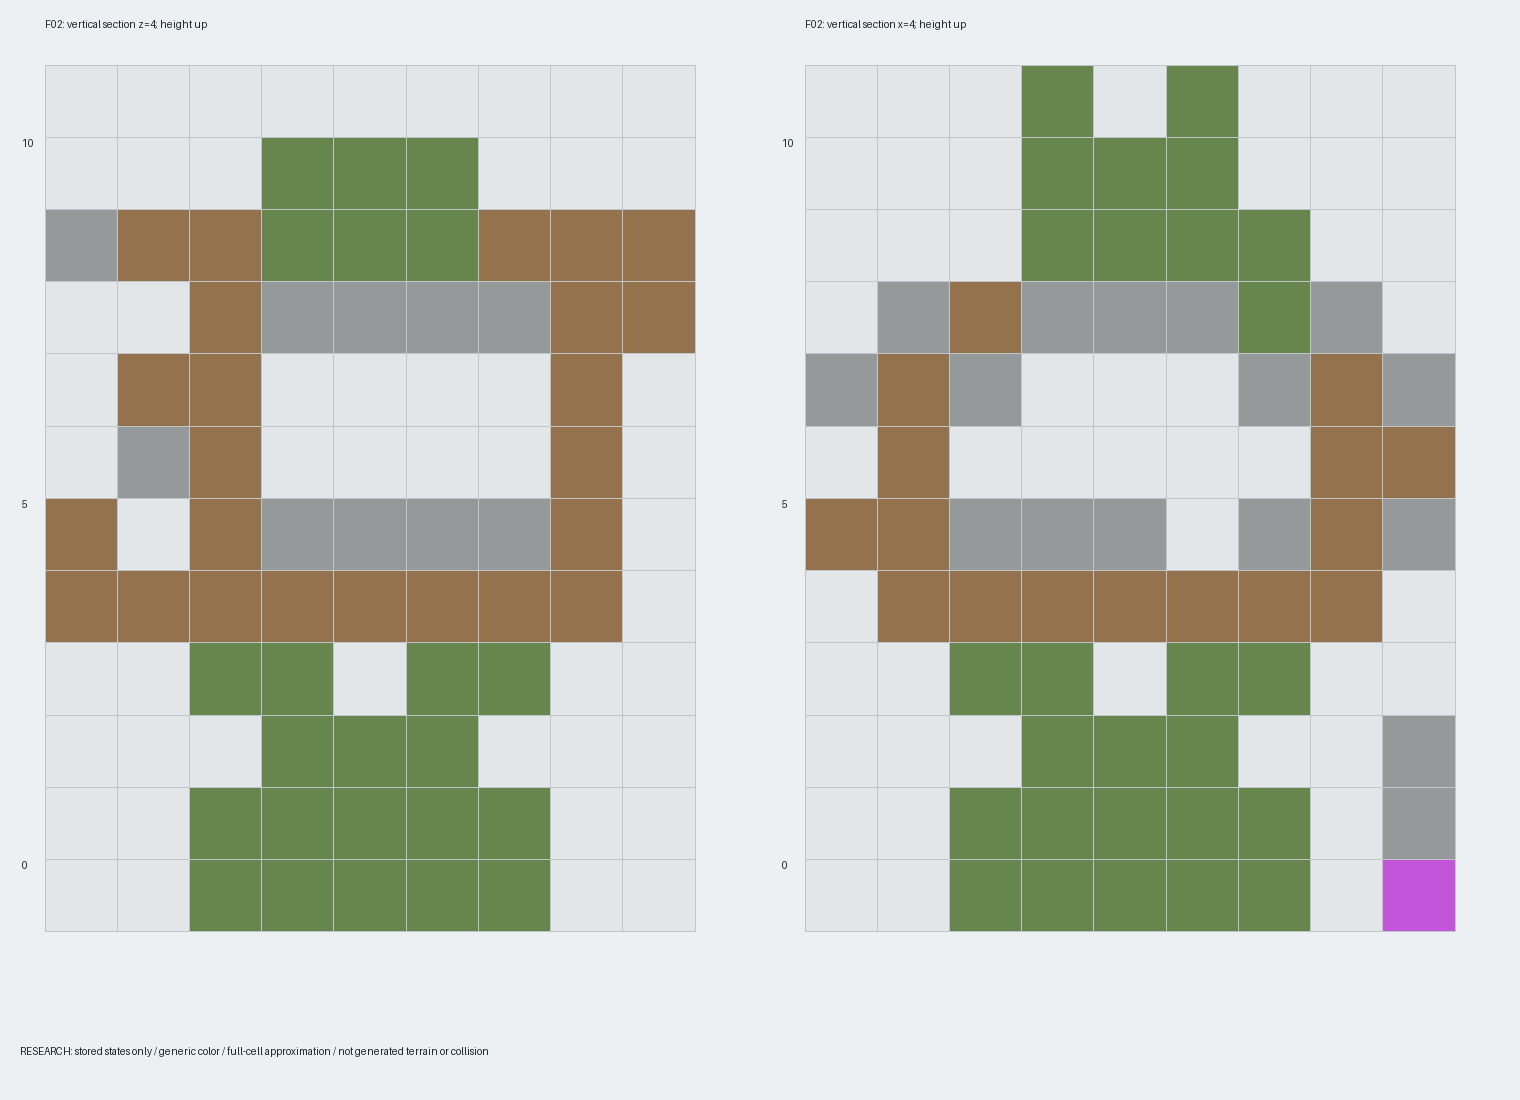 F02: vertical section z=4; height up
F02: vertical section x=4; height up
10
10
5
5
0
0
RESEARCH: stored states only / generic color / full-cell approximation / not generated terrain or collision